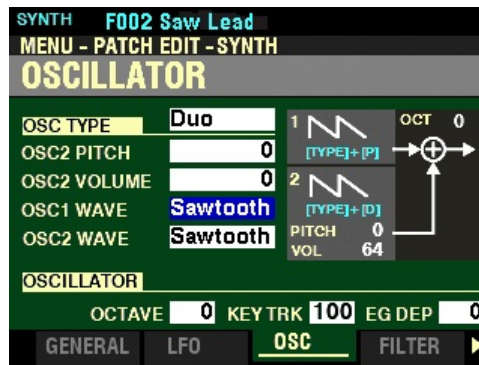 SYNTH F002 Saw Lead
MENU - PATCH EDIT -SYNTH
OSCILLATOR
OSC TYPE Duo
OSC2 PITCH 0
OSC2 VOLUME 0
OSC1 WAVE Sawtooth
OSC2 WAVE Sawtooth
1 OCT 0
[TYPE]+[P]
2
[TYPE]+[D]
PITCH 0
VOL 64
OSCILLATOR
OCTAVE 0 KEY TRK 100 EG DEP 0
GENERAL LFO OSC FILTER